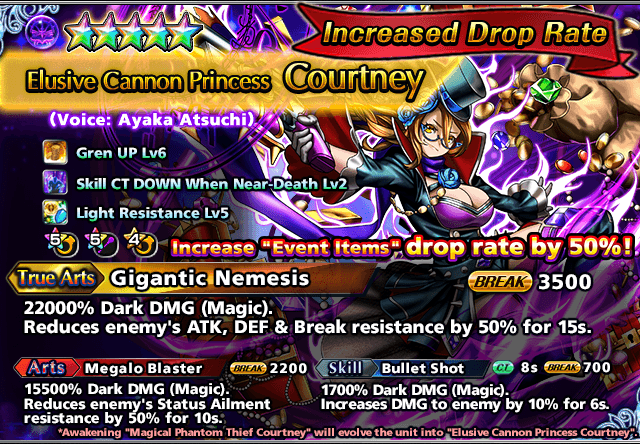 Increased Drop Rate
Elusive Cannon Princess Courtney
(Voice: Ayaka Atsuchi)
Gren UP Lv6
Skill CT DOWN When Near-Death Lv2
Light Resistance Lv5
5 5 4
Increase "Event Items" drop rate by 50%!
True Arts Gigantic Nemesis BREAK 3500
22000% Dark DMG (Magic).
Reduces enemy's ATK, DEF & Break resistance by 50% for 15s.
Arts Megalo Blaster BREAK 2200
15500% Dark DMG (Magic).
Reduces enemy's Status Ailment
resistance by 50% for 10s.
Skill Bullet Shot CT 8s BREAK 700
1700% Dark DMG (Magic).
Increases DMG to enemy by 10% for 6s.
*Awakening "Magical Phantom Thief Courtney" will evolve the unit into "Elusive Cannon Princess Courtney"